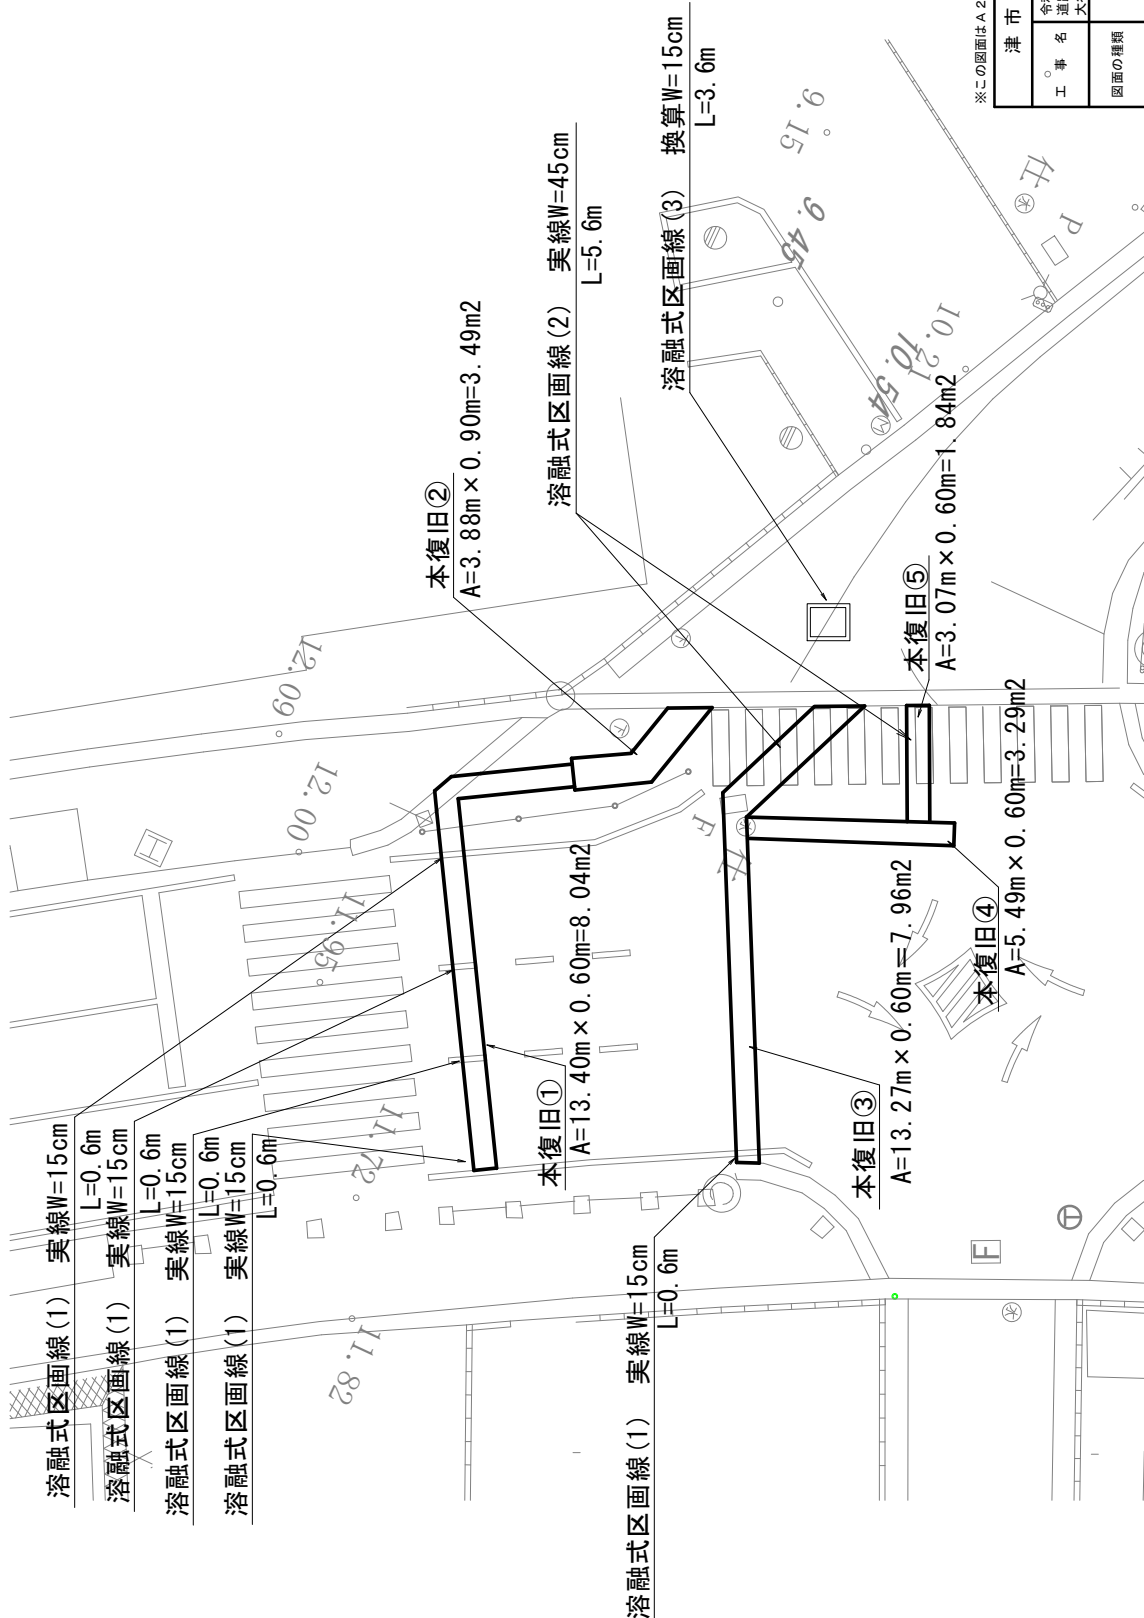 溶融式区画線(1)　実線W=15cm
L=0.6m
溶融式区画線(1)　実線W=15cm
L=0.6m
溶融式区画線(1)　実線W=15cm
L=0.6m
溶融式区画線(1)　実線W=15cm
L=0.6m
本復旧②
A=3.88m×0.90m=3.49m2
溶融式区画線(2)　実線W=45cm
L=5.6m
溶融式区画線(3)　換算W=15cm
L=3.6m
本復旧①
A=13.40m×0.60m=8.04m2
溶融式区画線(1)　実線W=15cm
L=0.6m
本復旧③
A=13.27m×0.60m=7.96m2
本復旧④
A=5.49m×0.60m=3.29m2
本復旧⑤
A=3.07m×0.60m=1.84m2
12.09
12.00
11.95
11.72
11.82
9.15
9.45
10.21
10.54
仕
P
仕
F
F
水
水
水
M
H
T
※この図面はA2
津市
工事名
図面の種類